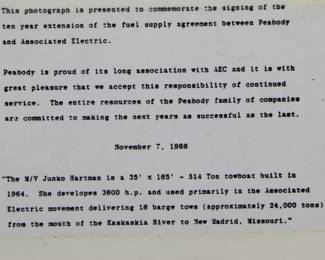 This photograph is presented to commemorate the signing of the
ten year extension of the fuel supply agreement between Peabody
and Associated Electric.
Peabody is proud of its long association with AEC and it is with
great pleasure that we accept this responsibility of continued
service. The entire resources of the Peabody family of companies
are committed to making the next years as successful as the last.
November 7, 1986
"The M/V Junko Hartman is a 35' x 165' - 514 Ton towboat built in
1964. She developes 3600 h.p. and used primarily in the Associated
Electric movement delivering 16 barge tows (approximately 24,000 tons)
from the mouth of the Kaskaskia River to New Madrid, Missouri."